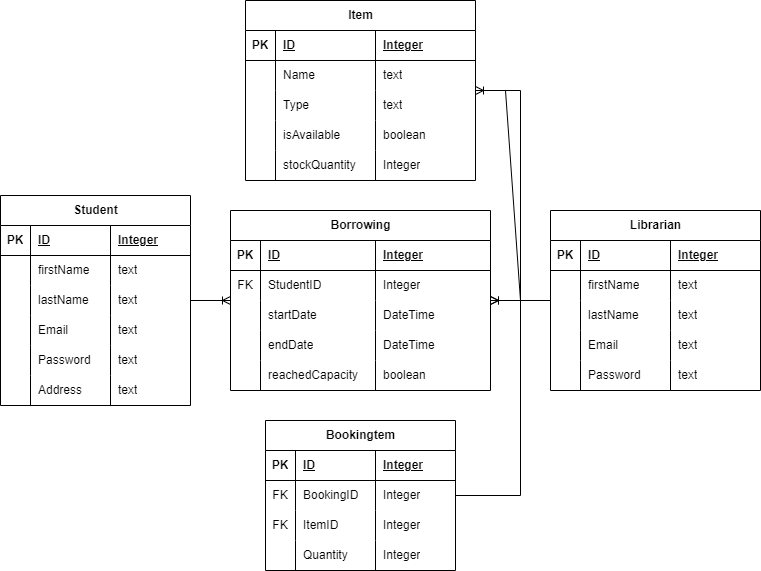 Item
PK ID Integer
Name text
Type text
isAvailable boolean
stockQuantity Integer
Student
PK ID Integer
firstName text
lastName text
Email text
Password text
Address text
Borrowing
PK ID Integer
FK StudentID Integer
startDate DateTime
endDate DateTime
reachedCapacity boolean
Librarian
PK ID Integer
firstName text
lastName text
Email text
Password text
Bookingtem
PK ID Integer
FK BookingID Integer
FK ItemID Integer
Quantity Integer